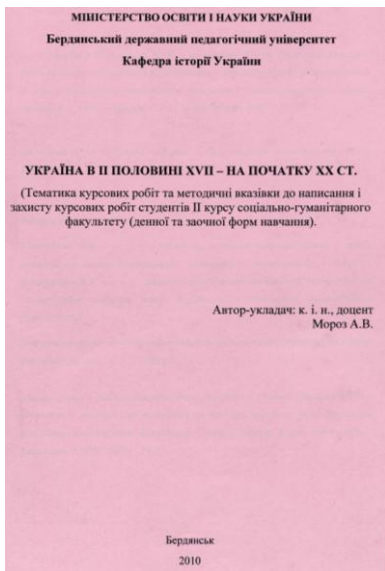 МІНІСТЕРСТВО ОСВІТИ І НАУКИ УКРАЇНИ
Бердянський державний педагогічний університет
Кафедра історії України
УКРАЇНА В ІІ ПОЛОВИНІ XVII – НА ПОЧАТКУ ХХ СТ.
(Тематика курсових робіт та методичні вказівки до написання і
захисту курсових робіт студентів ІІ курсу соціально-гуманітарного
факультету (денної та заочної форм навчання).
Автор-укладач: к. і. н., доцент
Мороз А.В.
Бердянськ
2010